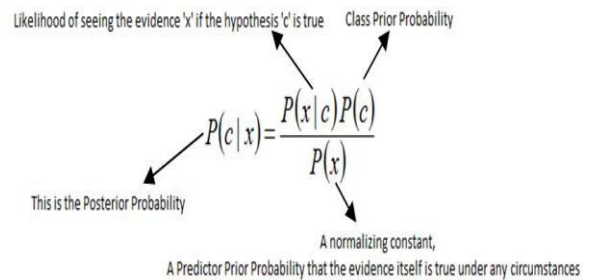 Likelihood of seeing the evidence 'x' if the hypothesis 'c' is true Class Prior Probability
P(c|x)=P(x|c)P(c)/P(x)
This is the Posterior Probability
A normalizing constant,
A Predictor Prior Probability that the evidence itself is true under any circumstances